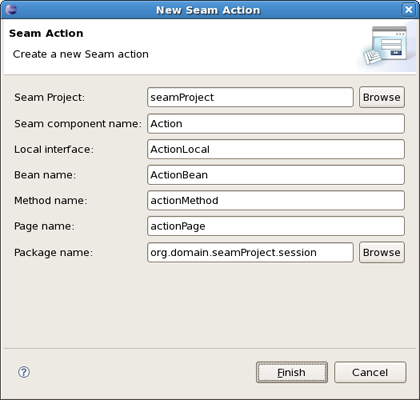 New Seam Action
Seam Action
Create a new Seam action
Seam Project: seamProject Browse
Seam component name: Action
Local interface: ActionLocal
Bean name: ActionBean
Method name: actionMethod
Page name: actionPage
Package name: org.domain.seamProject.session Browse
? Finish Cancel